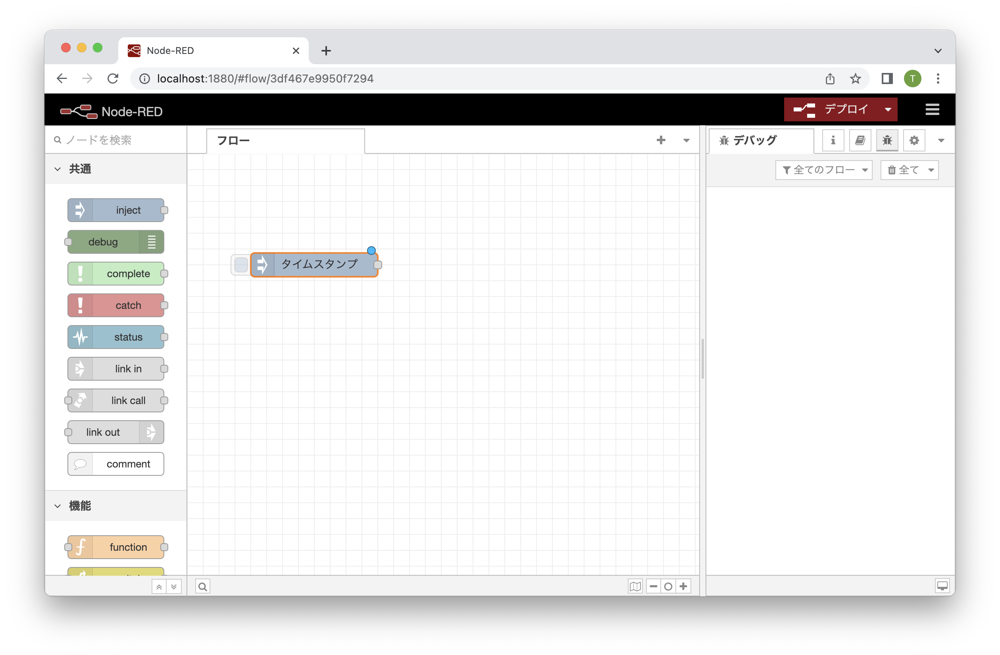 Node-RED
localhost:1880/#flow/3df467e9950f7294
T
Node-RED
デプロイ
ノードを検索
フロー
デバッグ
全てのフロー
全て
共通
inject
debug
complete
catch
status
link in
link call
link out
comment
機能
function
タイムスタンプ